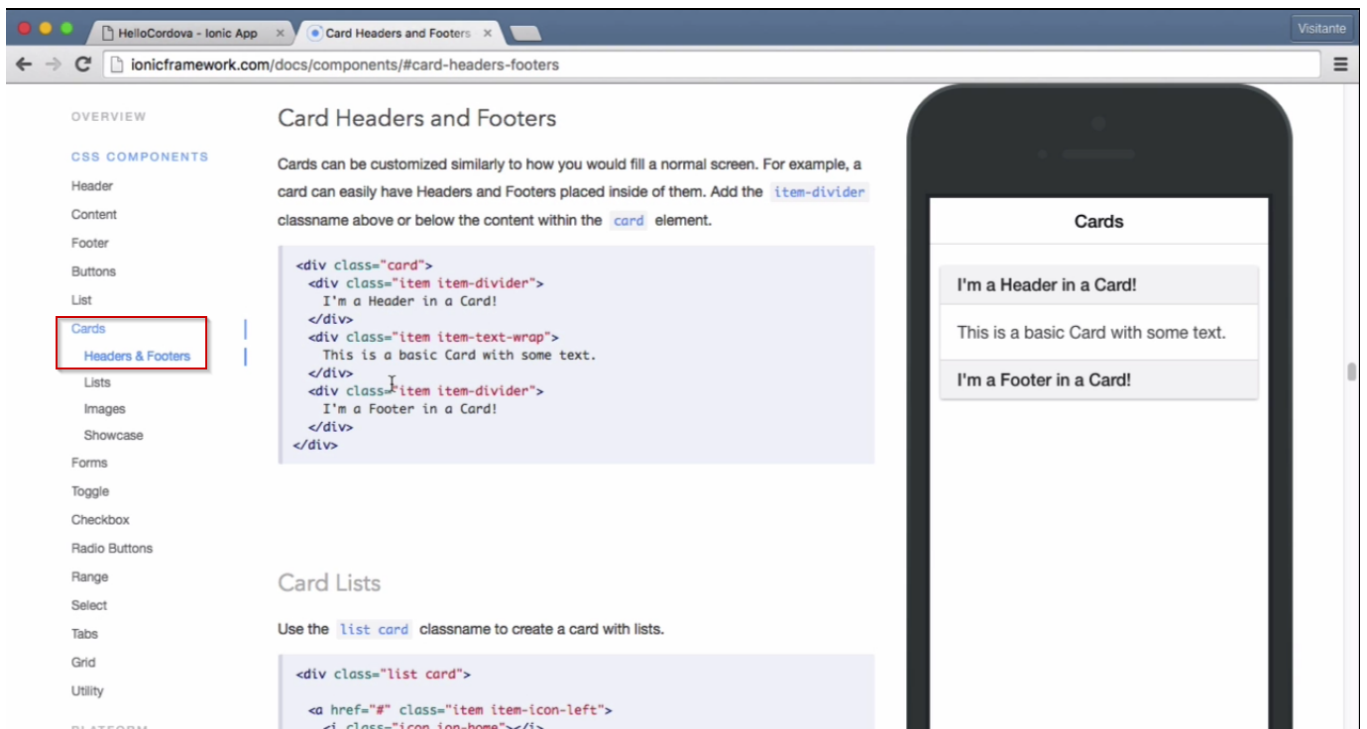 HelloCordova - Ionic App
Card Headers and Footers
Visitante
ionicframework.com/docs/components/#card-headers-footers
OVERVIEW
CSS COMPONENTS
Header
Content
Footer
Buttons
List
Cards
Headers & Footers
Lists
Images
Showcase
Forms
Toggle
Checkbox
Radio Buttons
Range
Select
Tabs
Grid
Utility
PLATFORM
Card Headers and Footers
Cards can be customized similarly to how you would fill a normal screen. For example, a
card can easily have Headers and Footers placed inside of them. Add the item-divider
classname above or below the content within the card element.
<div class="card">
<div class="item item-divider">
I'm a Header in a Card!
</div>
<div class="item item-text-wrap">
This is a basic Card with some text.
</div>
<div class="item item-divider">
I'm a Footer in a Card!
</div>
</div>
Card Lists
Use the list card classname to create a card with lists.
<div class="list card">
<a href="#" class="item item-icon-left">
<i class="icon ion-home"></i>
Cards
I'm a Header in a Card!
This is a basic Card with some text.
I'm a Footer in a Card!